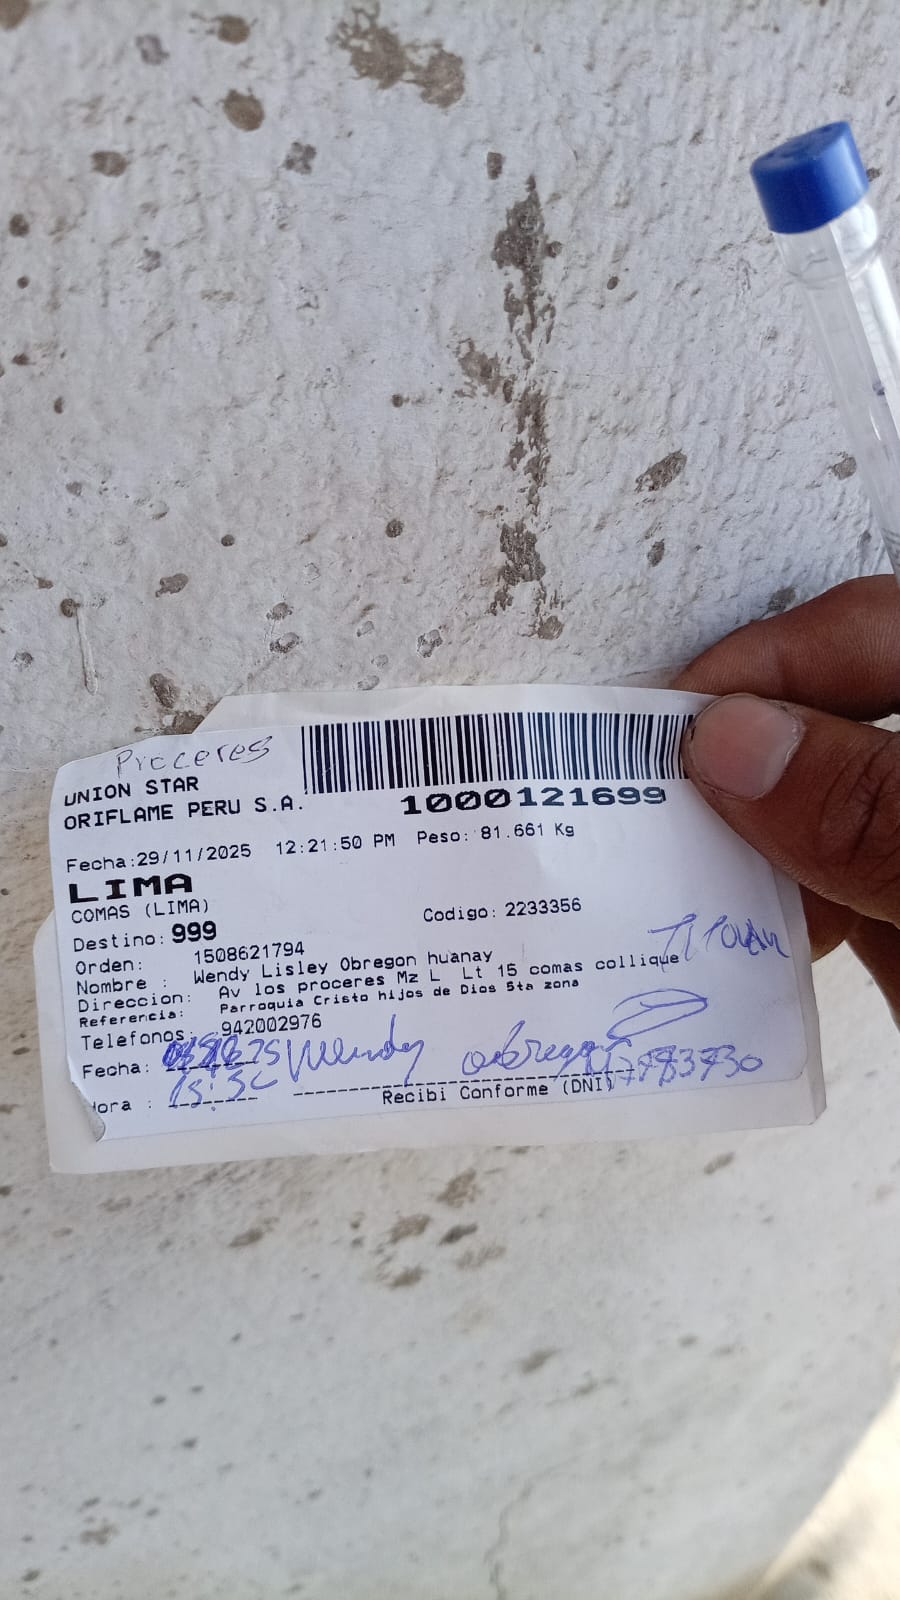 Proceres
UNION STAR
ORIFLAME PERU S.A.
1000121699
Fecha:29/11/2025 12:21:50 PM Peso: 81.661 Kg
LIMA
COMAS (LIMA)
Destino: 999 Codigo: 2233356
Orden: 1508621794
Nombre : Wendy Lisley Obregon huanay
Direccion: Av los proceres Mz L Lt 15 comas collique
Referencia: Parroquia Cristo hijos de Dios 5ta zona
Telefonos: 942002976
Titular
Fecha: Wendy obregon
Hora :
Recibi Conforme (DNI)